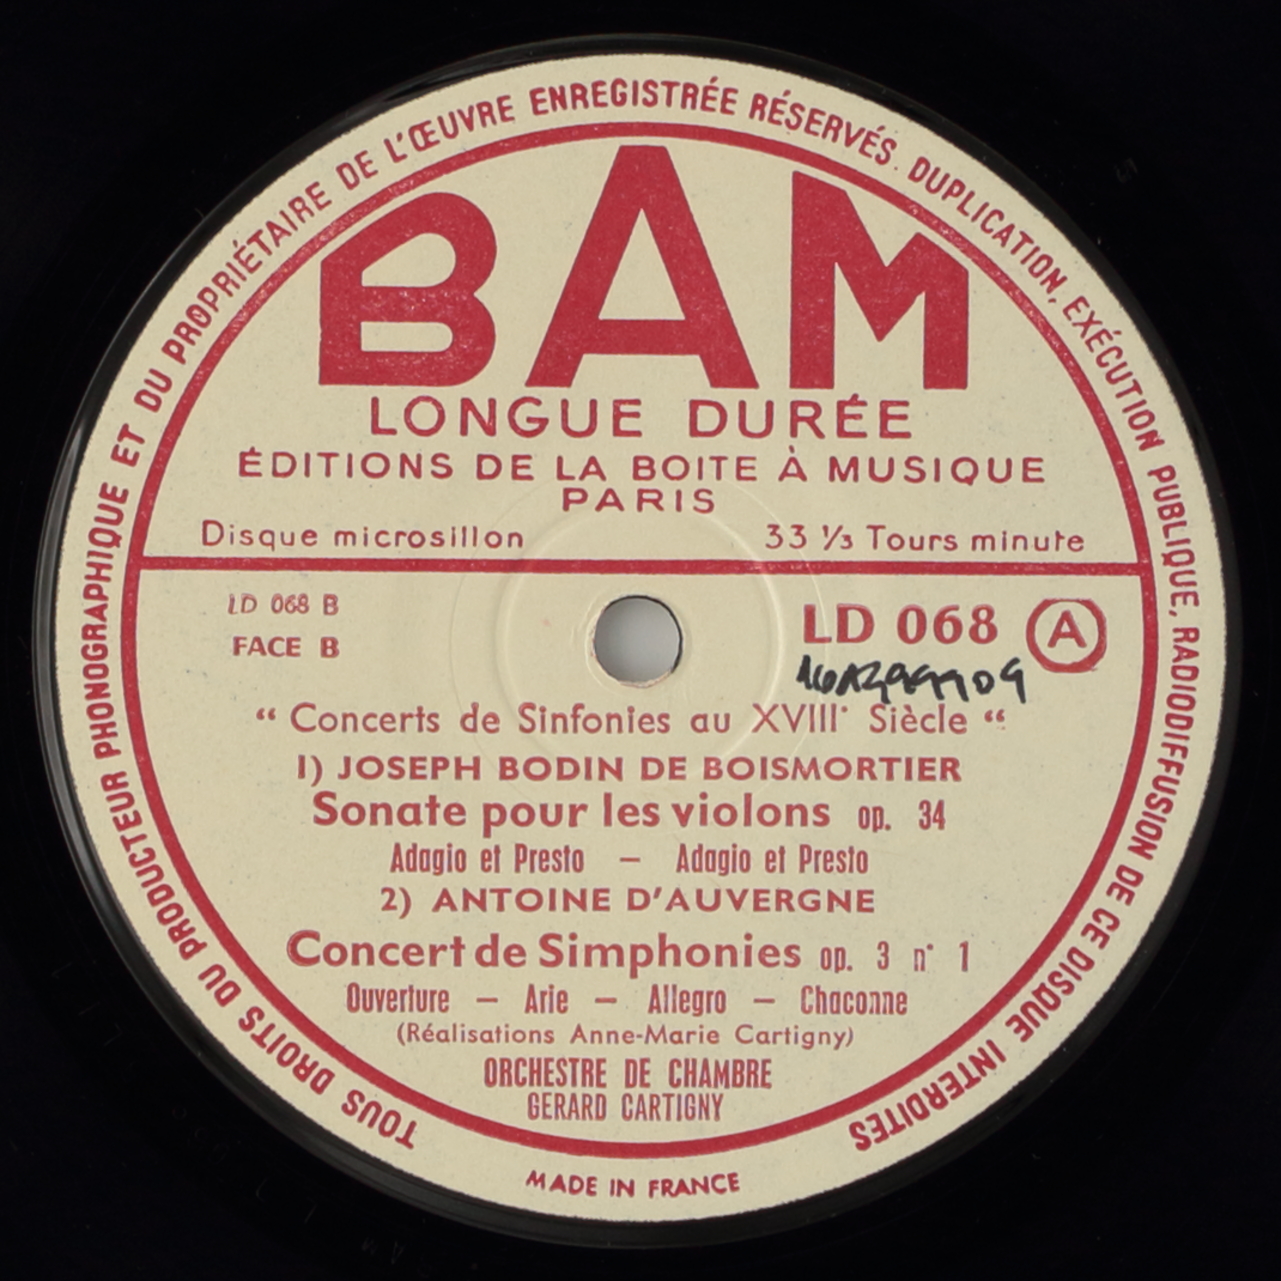 TOUS DROITS DU PRODUCTEUR PHONOGRAPHIQUE ET DU PROPRIÉTAIRE DE L'ŒUVRE ENREGISTRÉE RÉSERVÉS. DUPLICATION, EXÉCUTION PUBLIQUE, RADIODIFFUSION DE CE DISQUE INTERDITES
BAM
LONGUE DURÉE
ÉDITIONS DE LA BOITE À MUSIQUE
PARIS
Disque microsillon 33 ⅓ Tours minute
LD 068 B LD 068 A
FACE B
“ Concerts de Sinfonies au XVIII° Siècle “
1) JOSEPH BODIN DE BOISMORTIER
Sonate pour les violons op. 34
Adagio et Presto — Adagio et Presto
2) ANTOINE D'AUVERGNE
Concert de Simphonies op. 3 n° 1
Ouverture — Arie — Allegro — Chaconne
(Réalisations Anne-Marie Cartigny)
ORCHESTRE DE CHAMBRE
GERARD CARTIGNY
MADE IN FRANCE